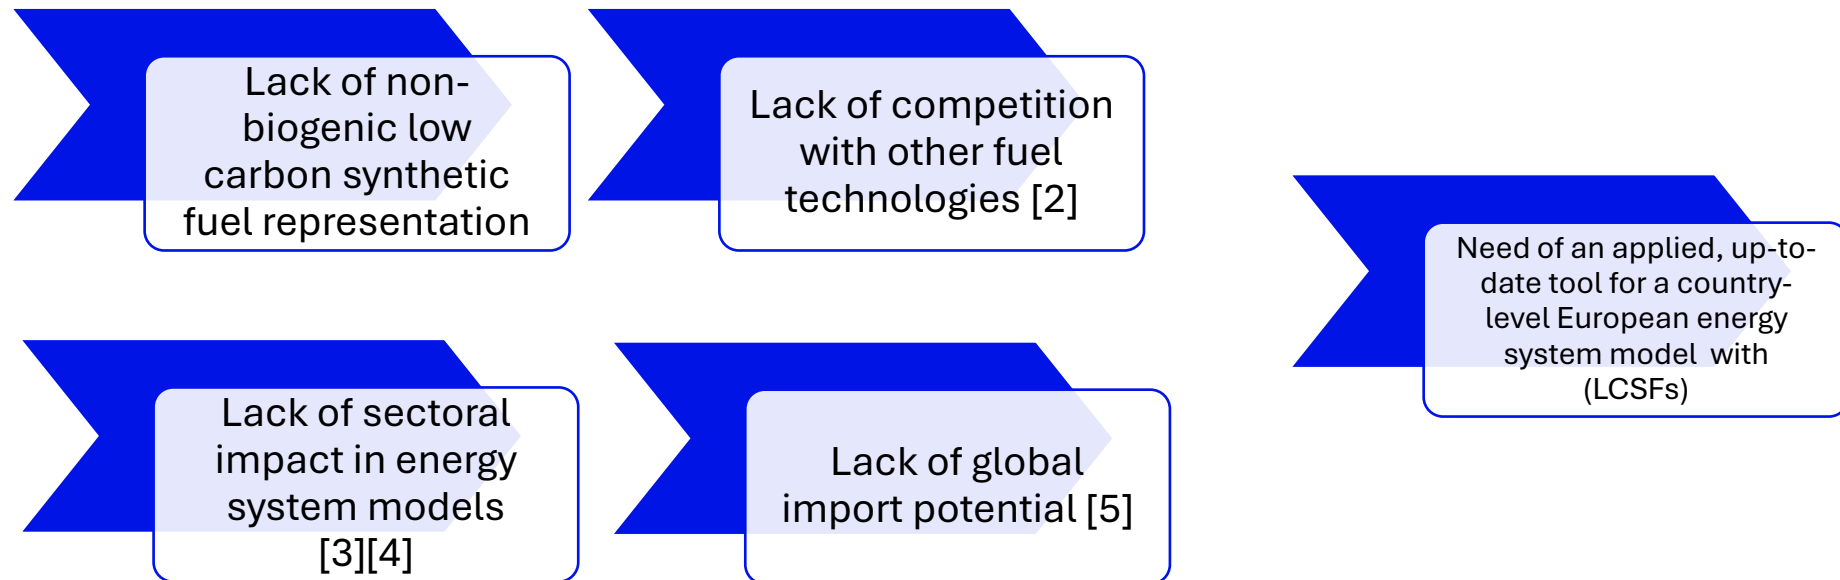 Lack of non-
biogenic low
carbon synthetic
fuel representation
Lack of competition
with other fuel
technologies [2]
Lack of sectoral
impact in energy
system models
[3][4]
Lack of global
import potential [5]
Need of an applied, up-to-
date tool for a country-
level European energy
system model with
(LCSFs)